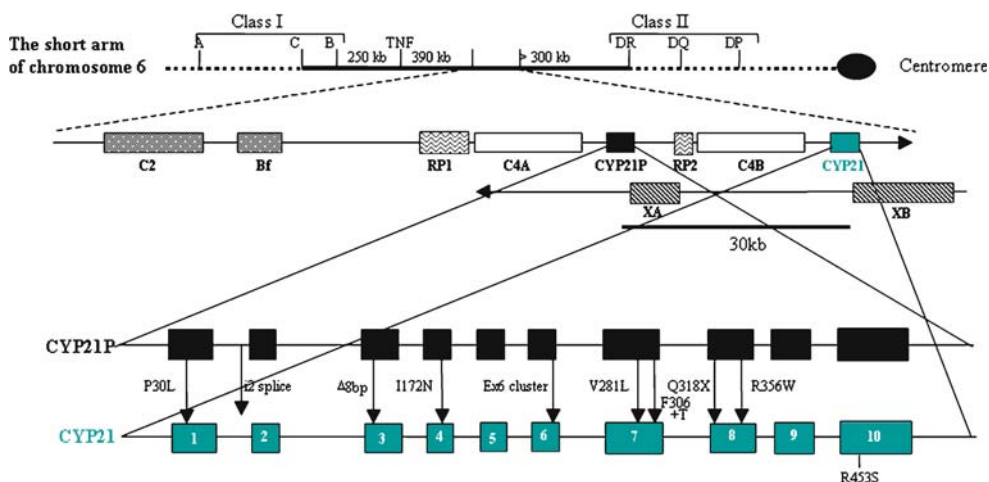 Class I
Class II
The short arm
of chromosome 6
A
C
B
TNF
DR
DQ
DP
250 kb
390 kb
> 300 kb
Centromere
C2
Bf
RP1
C4A
CYP21P
RP2
C4B
CYP21
XA
XB
30kb
CYP21P
P30L
i2 splice
Δ8bp
I172N
Ex6 cluster
V281L
F306
+T
Q318X
R356W
CYP21
1
2
3
4
5
6
7
8
9
10
R453S